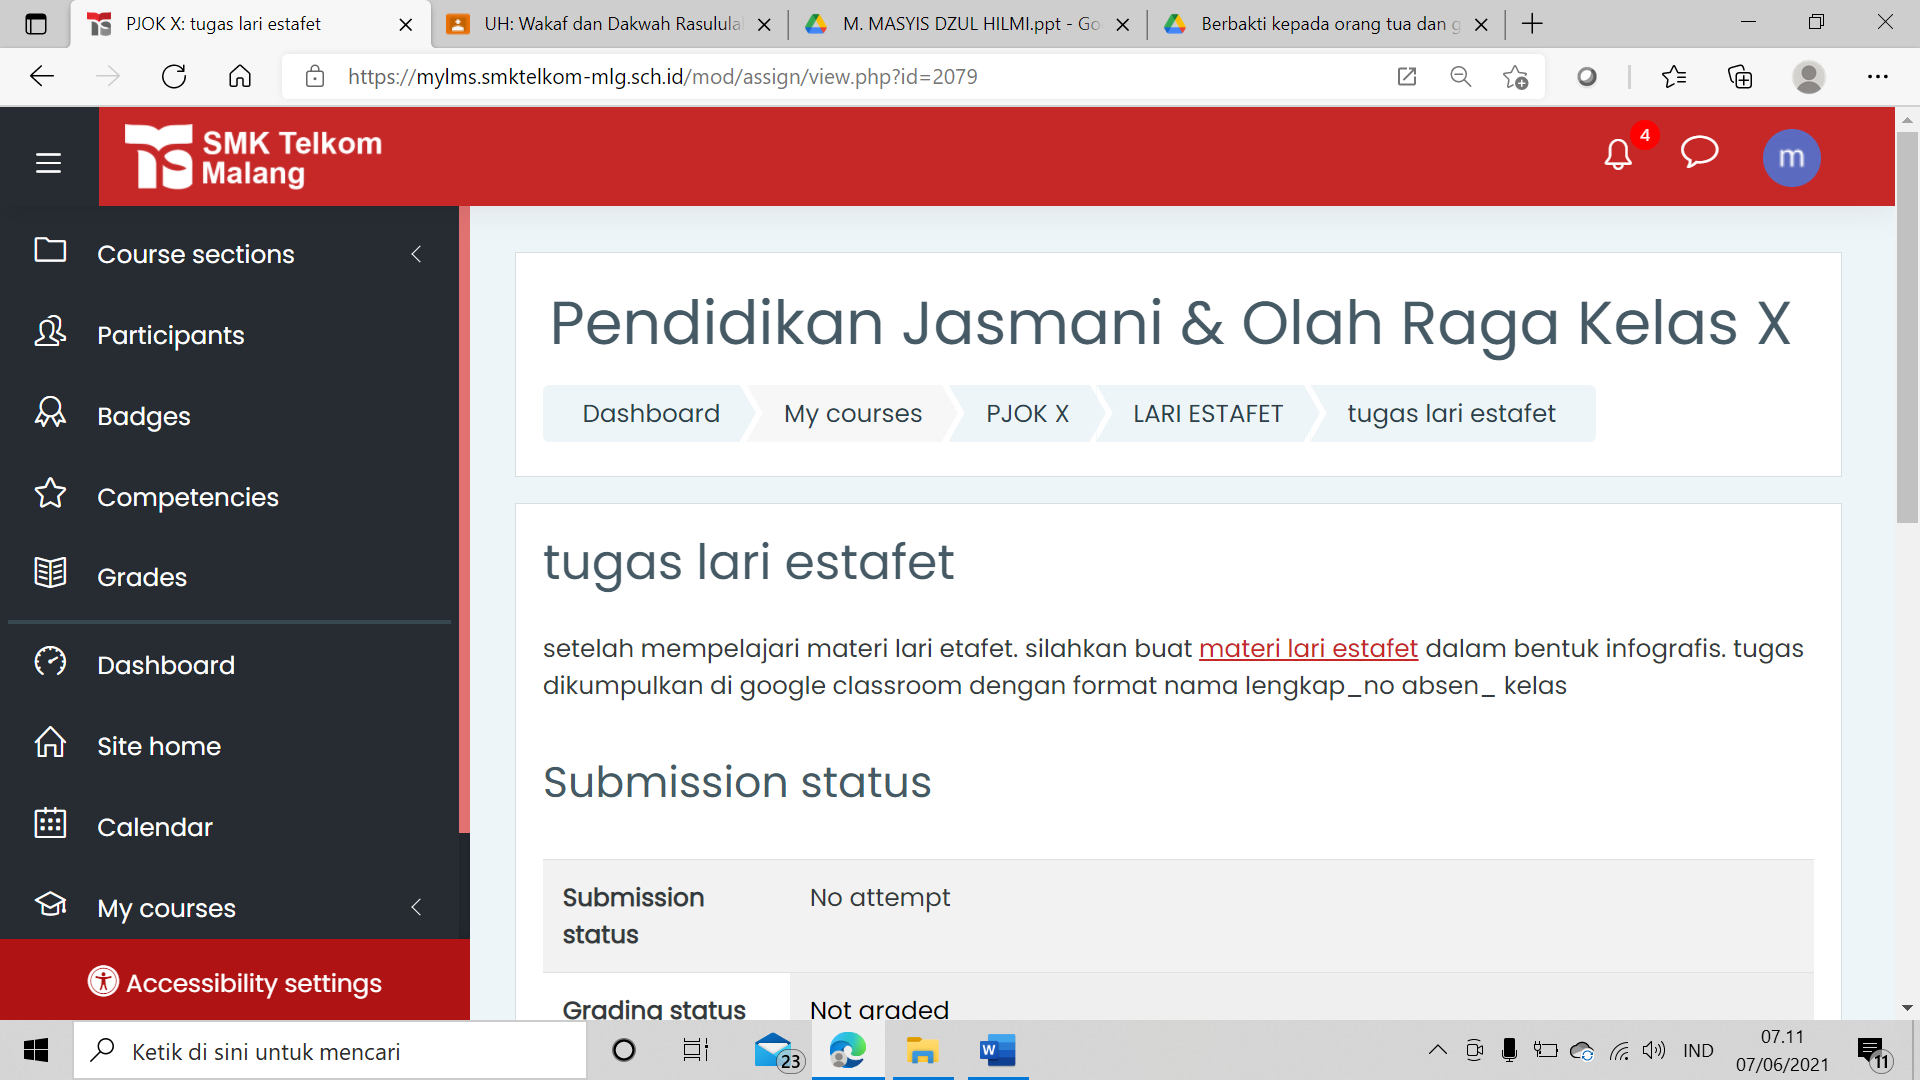 PJOK X: tugas lari estafet
UH: Wakaf dan Dakwah Rasulula
M. MASYIS DZUL HILMI.ppt - Go
Berbakti kepada orang tua dan g
https://mylms.smktelkom-mlg.sch.id/mod/assign/view.php?id=2079
SMK Telkom
Malang
4
m
Course sections
Participants
Badges
Competencies
Grades
Dashboard
Site home
Calendar
My courses
Accessibility settings
Pendidikan Jasmani & Olah Raga Kelas X
Dashboard
My courses
PJOK X
LARI ESTAFET
tugas lari estafet
tugas lari estafet
setelah mempelajari materi lari etafet. silahkan buat materi lari estafet dalam bentuk infografis. tugas
dikumpulkan di google classroom dengan format nama lengkap_no absen_ kelas
Submission status
Submission
status
No attempt
Grading status
Not graded
Ketik di sini untuk mencari
23
W
IND
07.11
07/06/2021
11